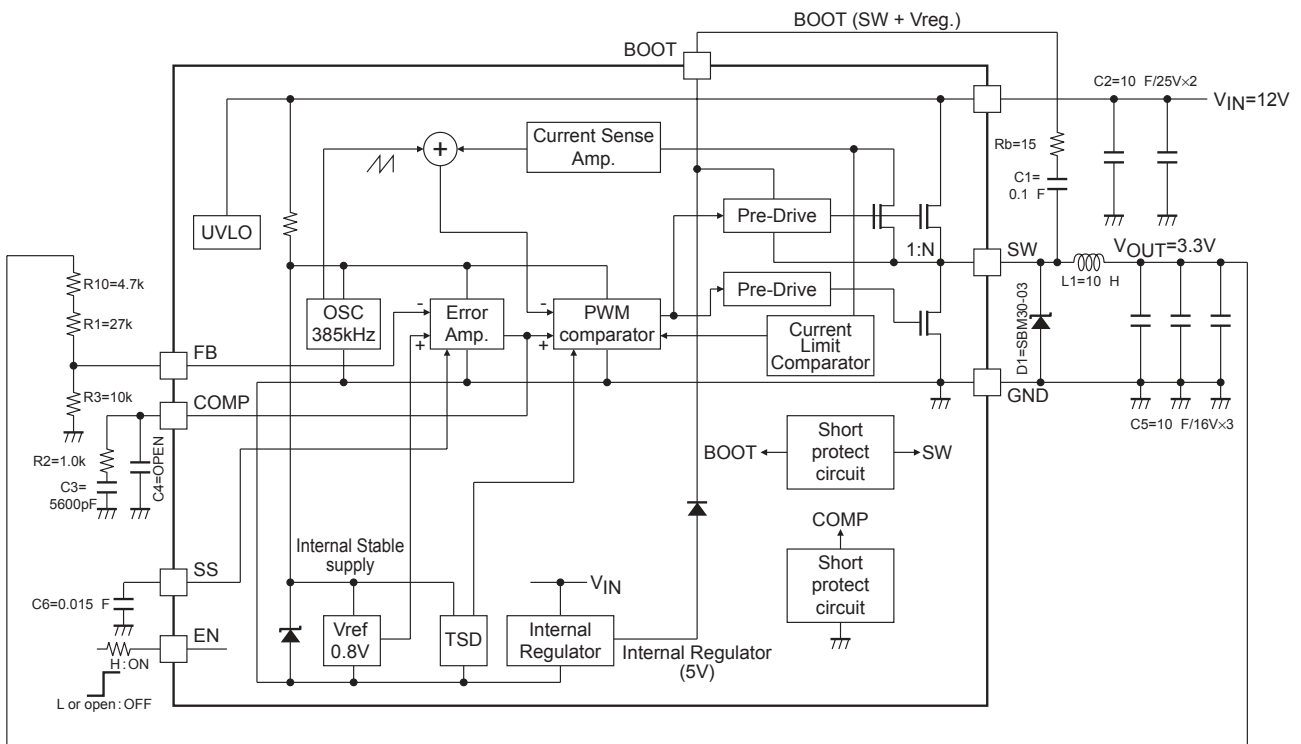 BOOT (SW + Vreg.)
BOOT
C2=10 F/25V×2
VIN=12V
Current Sense
Amp.
Rb=15
C1=
0.1 F
UVLO
Pre-Drive
1:N
SW
VOUT=3.3V
L1=10 H
R10=4.7k
R1=27k
OSC
385kHz
-
+
Error
Amp.
-
+
PWM
comparator
Pre-Drive
Current
Limit
Comparator
D1=SBM30-03
FB
R3=10k
COMP
GND
C5=10 F/16V×3
R2=1.0k
C3=
5600pF
C4=OPEN
BOOT
Short
protect
circuit
SW
COMP
Internal Stable
supply
SS
C6=0.015 F
VIN
Short
protect
circuit
Vref
0.8V
TSD
Internal
Regulator
Internal Regulator
(5V)
EN
H:ON
L or open:OFF
+